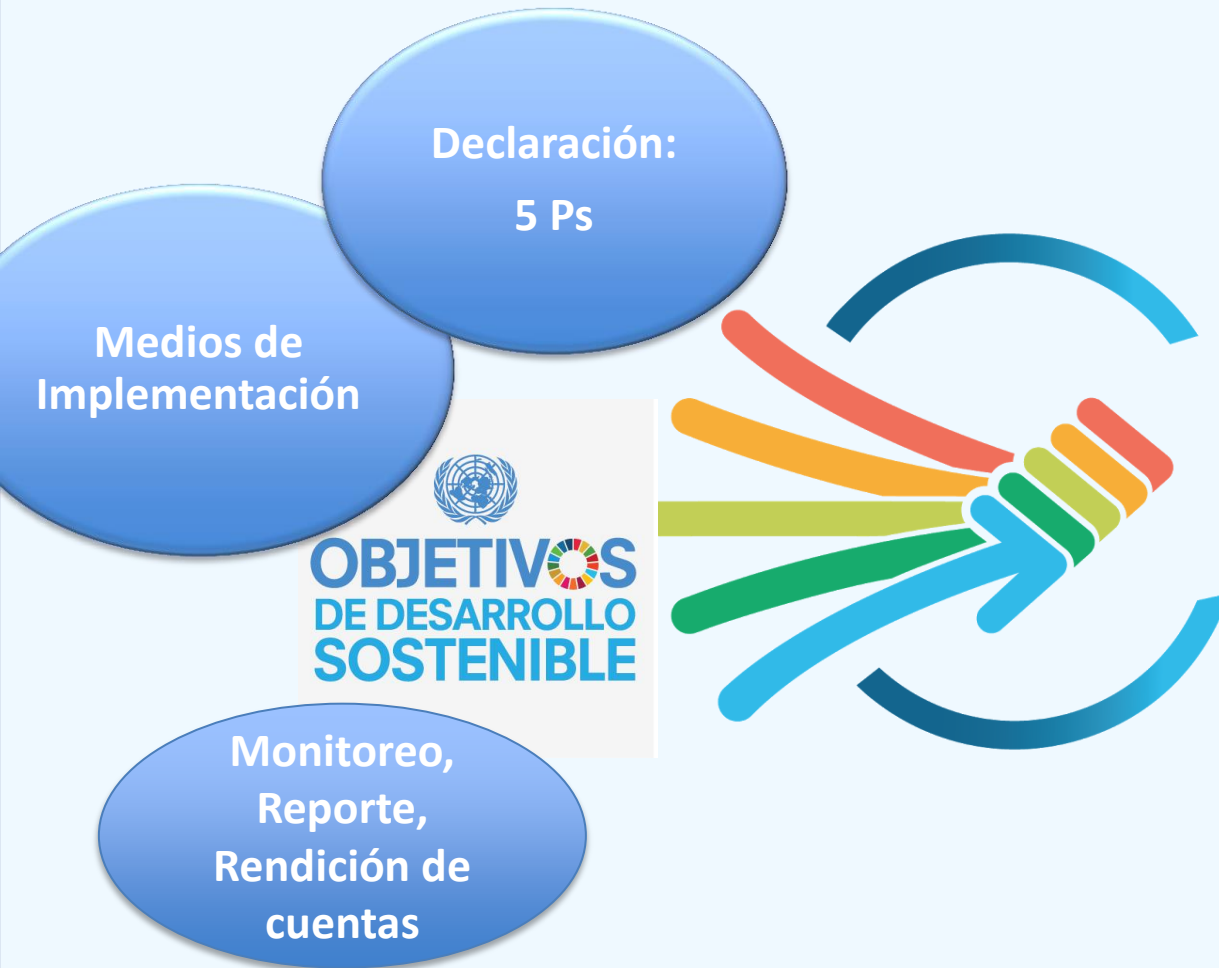 Declaración:
5 Ps
Medios de
Implementación
OBJETIVOS
DE DESARROLLO
SOSTENIBLE
Monitoreo,
Reporte,
Rendición de
cuentas